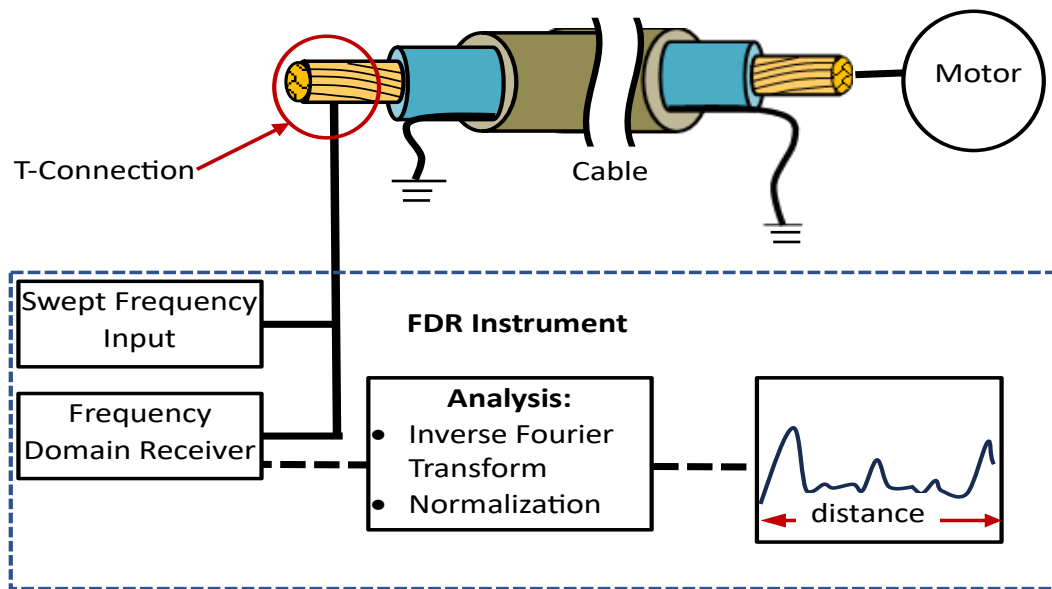 Motor
T-Connection
Cable
Swept Frequency
Input
FDR Instrument
Frequency
Domain Receiver
Analysis:
• Inverse Fourier
Transform
• Normalization
distance